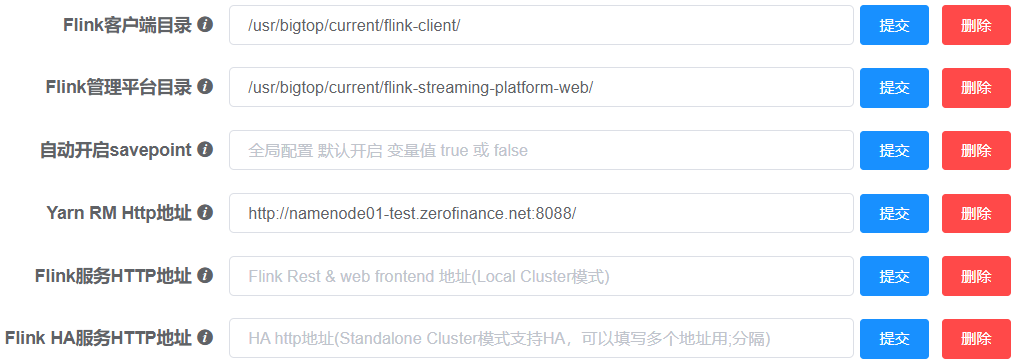 Flink客户端目录 /usr/bigtop/current/flink-client/ 提交 删除
Flink管理平台目录 /usr/bigtop/current/flink-streaming-platform-web/ 提交 删除
自动开启savepoint 全局配置 默认开启 变量值 true 或 false 提交 删除
Yarn RM Http地址 http://namenode01-test.zerofinance.net:8088/ 提交 删除
Flink服务HTTP地址 Flink Rest & web frontend 地址(Local Cluster模式) 提交 删除
Flink HA服务HTTP地址 HA http地址(Standalone Cluster模式支持HA，可以填写多个地址用;分隔) 提交 删除